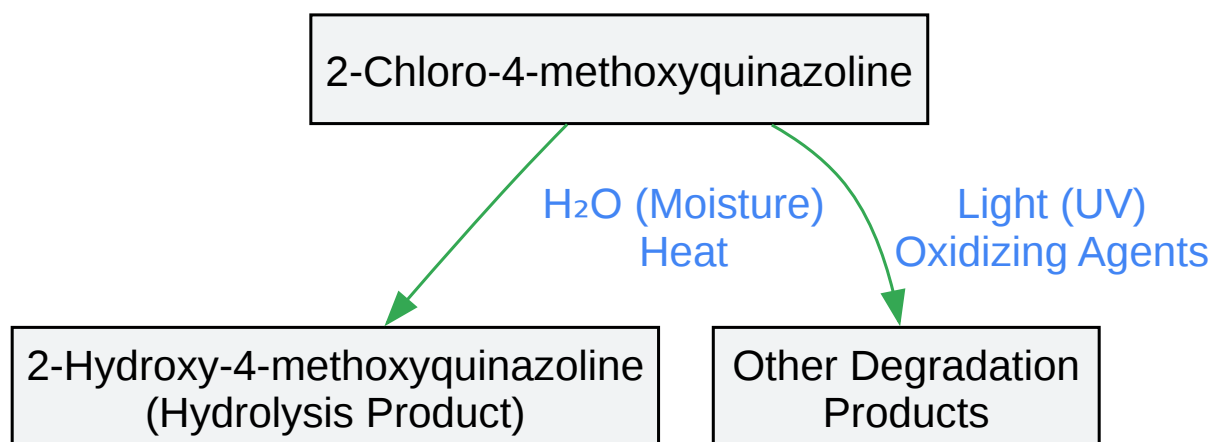 2-Chloro-4-methoxyquinazoline
H₂O (Moisture)
Heat
Light (UV)
Oxidizing Agents
2-Hydroxy-4-methoxyquinazoline
(Hydrolysis Product)
Other Degradation
Products